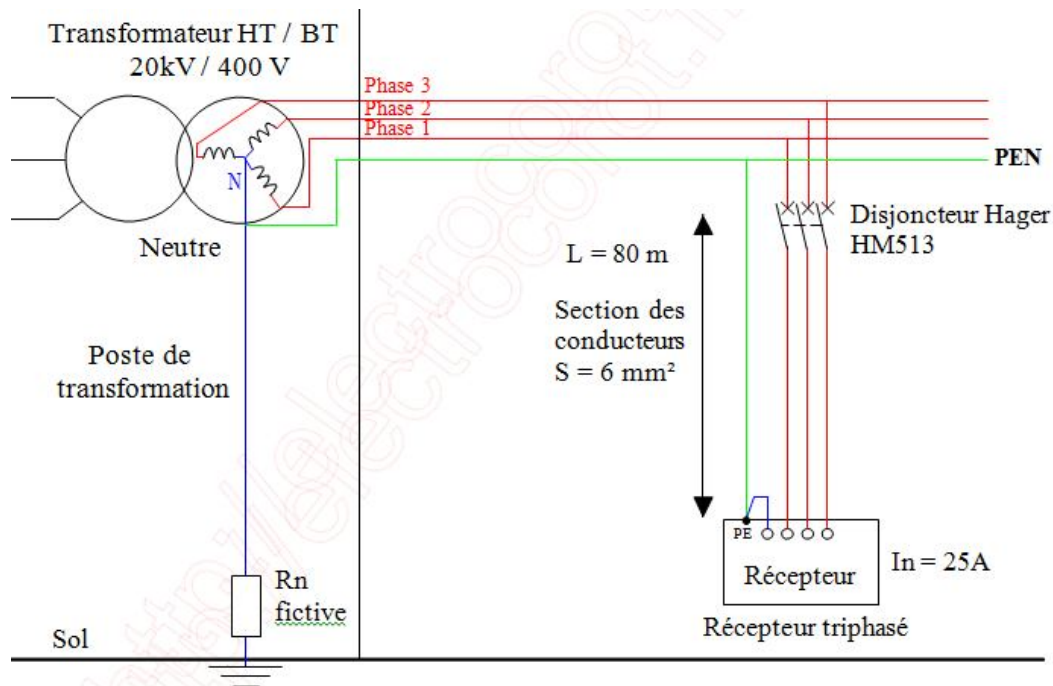 Transformateur HT / BT
20kV / 400 V
Phase 3
Phase 2
Phase 1
PEN
N
Neutre
Disjoncteur Hager
HM513
L = 80 m
Section des
conducteurs
S = 6 mm²
Poste de
transformation
PE
Récepteur
In = 25A
Rn
fictive
Récepteur triphasé
Sol